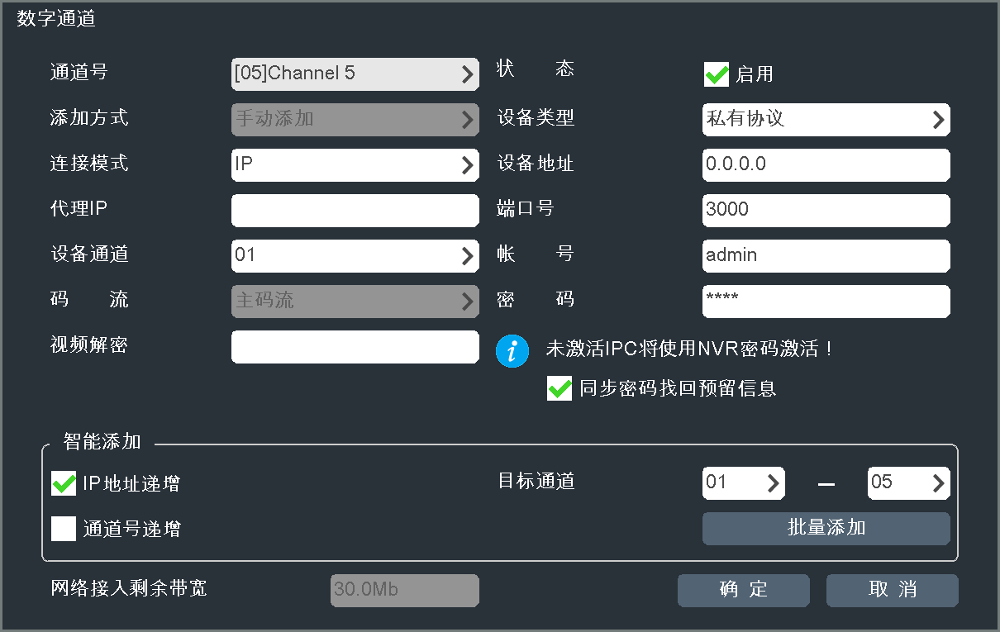 数字通道
通道号 [05]Channel 5 状 态 启用
添加方式 手动添加 设备类型 私有协议
连接模式 IP 设备地址 0.0.0.0
代理IP 端口号 3000
设备通道 01 帐 号 admin
码 流 主码流 密 码 ****
视频解密 未激活IPC将使用NVR密码激活！
同步密码找回预留信息
智能添加
IP地址递增 目标通道 01 — 05
通道号递增 批量添加
网络接入剩余带宽 30.0Mb 确 定 取 消